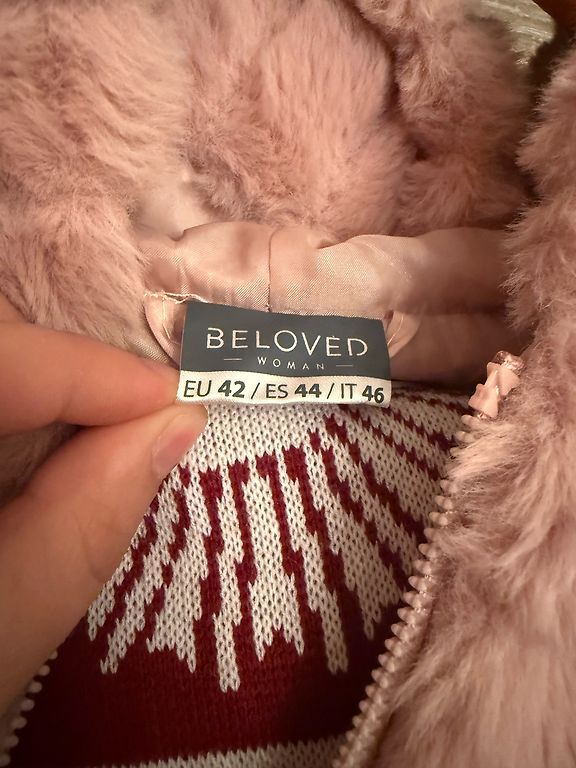 BELOVED
— WOMAN —
EU 42 / ES 44 / IT 46